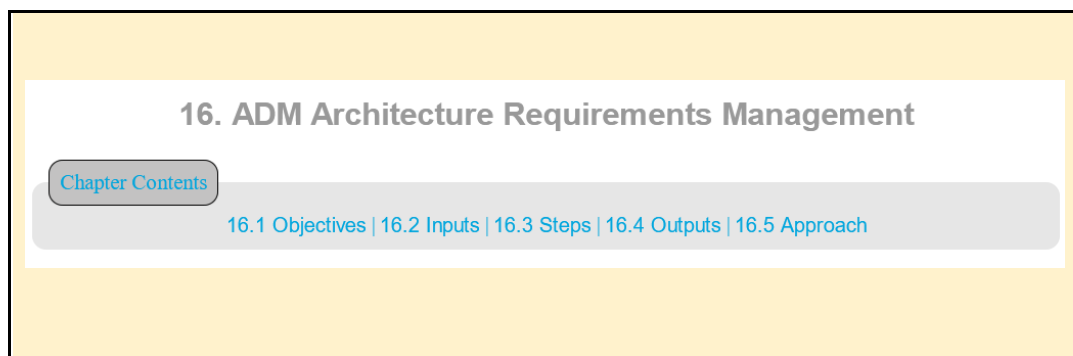 16. ADM Architecture Requirements Management
Chapter Contents
16.1 Objectives | 16.2 Inputs | 16.3 Steps | 16.4 Outputs | 16.5 Approach